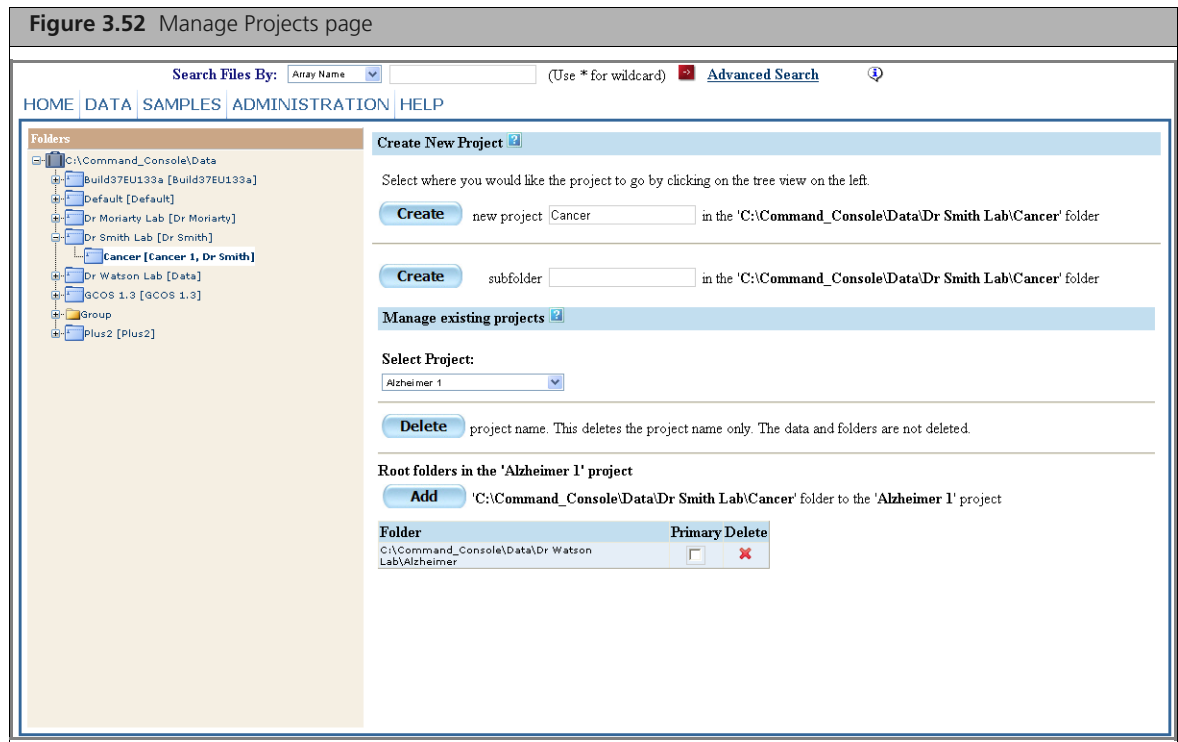 Figure 3.52 Manage Projects page
Search Files By: Array Name (Use * for wildcard) Advanced Search
HOME DATA SAMPLES ADMINISTRATION HELP
Folders
C:\Command_Console\Data
Build37EU133a [Build37EU133a]
Default [Default]
Dr Moriarty Lab [Dr Moriarty]
Dr Smith Lab [Dr Smith]
Cancer [Cancer 1, Dr Smith]
Dr Watson Lab [Data]
GCOS 1.3 [GCOS 1.3]
Group
Plus2 [Plus2]
Create New Project ?
Select where you would like the project to go by clicking on the tree view on the left.
Create new project Cancer in the 'C:\Command_Console\Data\Dr Smith Lab\Cancer' folder
Create subfolder in the 'C:\Command_Console\Data\Dr Smith Lab\Cancer' folder
Manage existing projects ?
Select Project:
Alzheimer 1
Delete project name. This deletes the project name only. The data and folders are not deleted.
Root folders in the 'Alzheimer 1' project
Add 'C:\Command_Console\Data\Dr Smith Lab\Cancer' folder to the 'Alzheimer 1' project
Folder Primary Delete
C:\Command_Console\Data\Dr Watson
Lab\Alzheimer